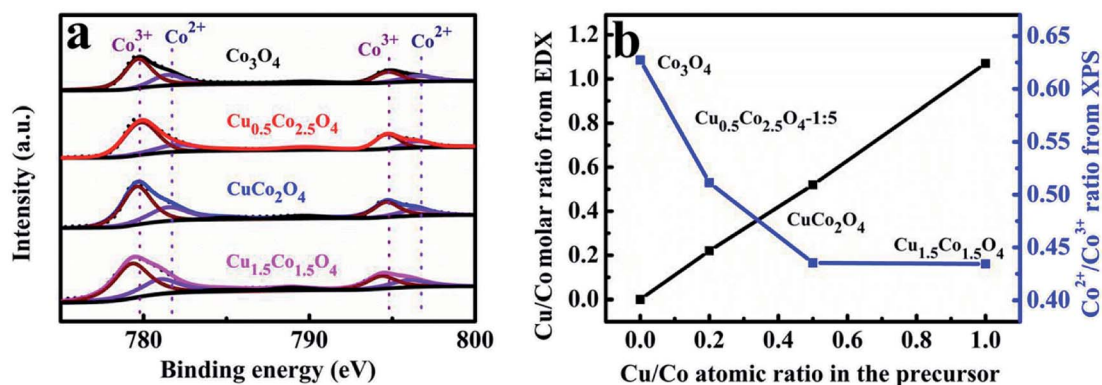 a
Co3+ Co2+ Co3+ Co2+
Co3O4
Cu0.5Co2.5O4
CuCo2O4
Cu1.5Co1.5O4
Intensity (a.u.)
780 790 800
Binding energy (eV)
b
1.2
1.0
0.8
0.6
0.4
0.2
0.0
Cu/Co molar ratio from EDX
Co3O4
Cu0.5Co2.5O4-1:5
CuCo2O4
Cu1.5Co1.5O4
0.65
0.60
0.55
0.50
0.45
0.40
Co2+/Co3+ ratio from XPS
0.0 0.2 0.4 0.6 0.8 1.0
Cu/Co atomic ratio in the precursor